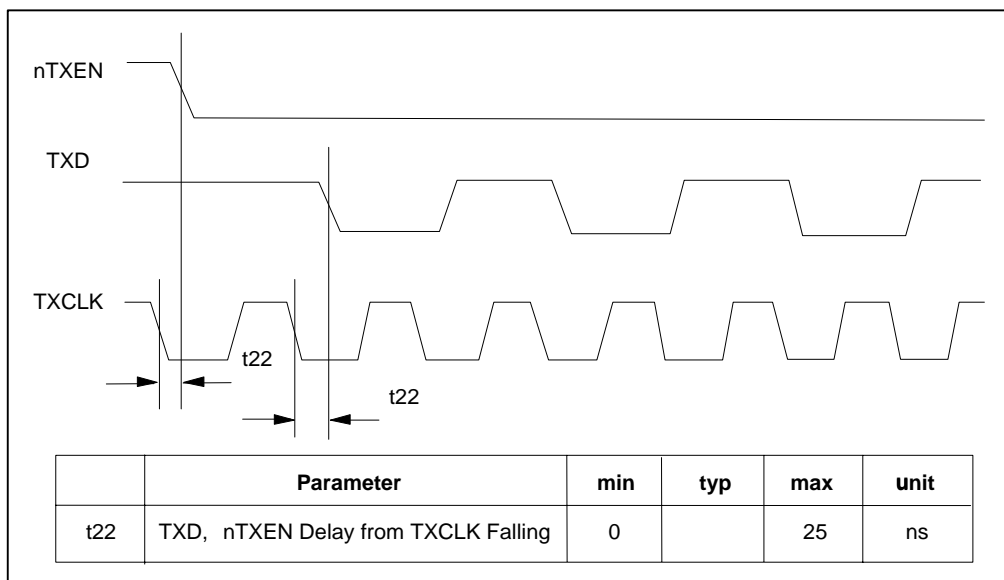 nTXEN
TXD
TXCLK
t22
t22
Parameter min typ max unit
t22 TXD, nTXEN Delay from TXCLK Falling 0 25 ns